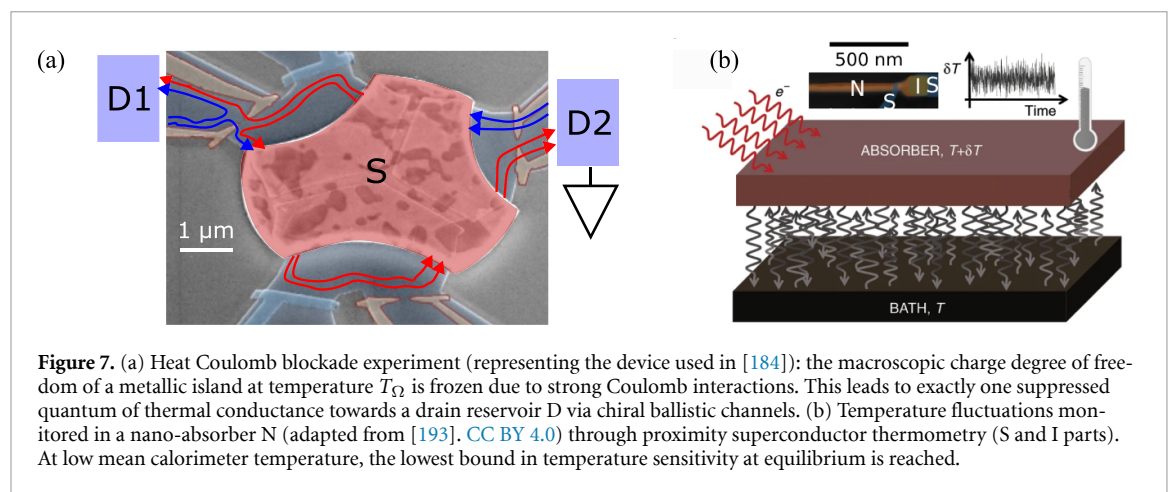 (a)
D1
S
D2
1 μm
(b)
500 nm
N
S
I
S
δT
Time
e⁻
ABSORBER, T+δT
BATH, T
Figure 7. (a) Heat Coulomb blockade experiment (representing the device used in [184]): the macroscopic charge degree of free-
dom of a metallic island at temperature TΩ is frozen due to strong Coulomb interactions. This leads to exactly one suppressed
quantum of thermal conductance towards a drain reservoir D via chiral ballistic channels. (b) Temperature fluctuations mon-
itored in a nano-absorber N (adapted from [193]. CC BY 4.0) through proximity superconductor thermometry (S and I parts).
At low mean calorimeter temperature, the lowest bound in temperature sensitivity at equilibrium is reached.